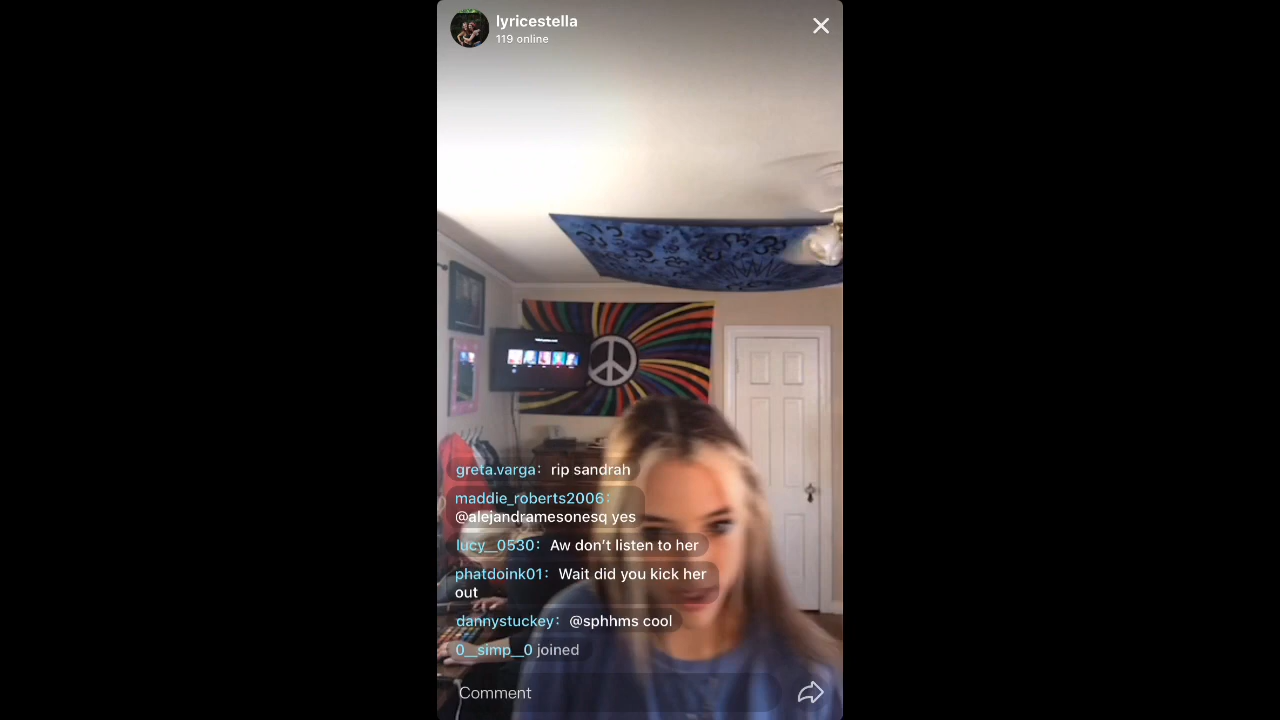 lyricestella
119 online
greta.varga: rip sandrah
maddie_roberts2006:
@alejandramesonesq yes
lucy__0530: Aw don't listen to her
phatdoink01: Wait did you kick her
out
dannystuckey: @sphhms cool
0__simp__0 joined
Comment